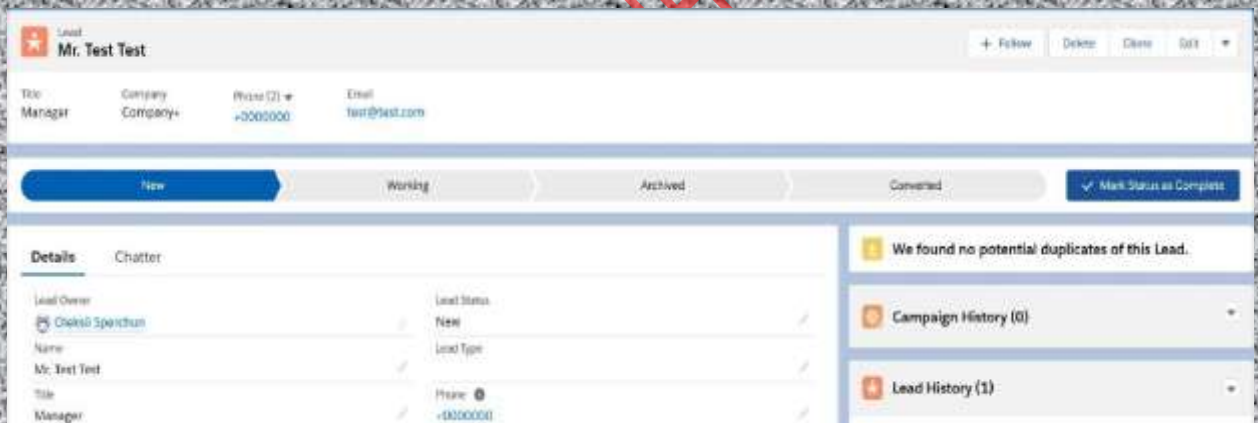 Lead
Mr. Test Test
+ Follow Delete Clone Edit
Title Company Phone (2) Email
Manager Company+ +0000000 test@test.com
New Working Archived Converted Mark Status as Complete
Details Chatter
We found no potential duplicates of this Lead.
Lead Owner Lead Status
New
Campaign History (0)
Name Lead Type
Mr. Test Test
Title Phone
Lead History (1)
Manager +0000000